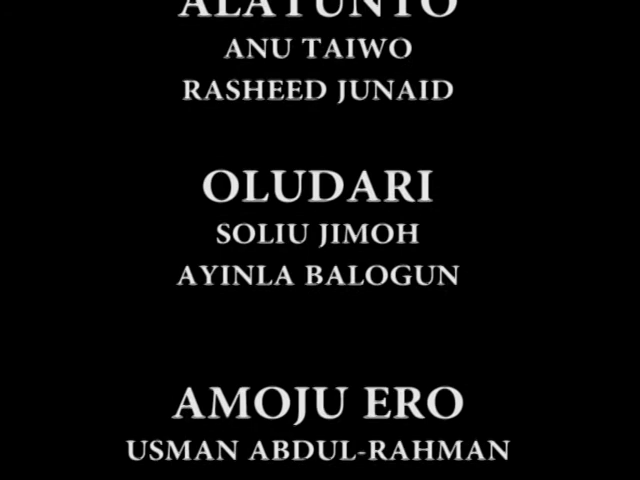 ALATUNTO
ANU TAIWO
RASHEED JUNAID
OLUDARI
SOLIU JIMOH
AYINLA BALOGUN
AMOJU ERO
USMAN ABDUL-RAHMAN